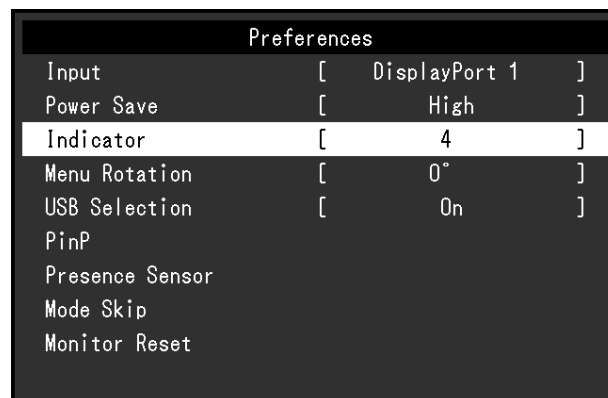 Preferences
Input [ DisplayPort 1 ]
Power Save [ High ]
Indicator [ 4 ]
Menu Rotation [ 0° ]
USB Selection [ On ]
PinP
Presence Sensor
Mode Skip
Monitor Reset